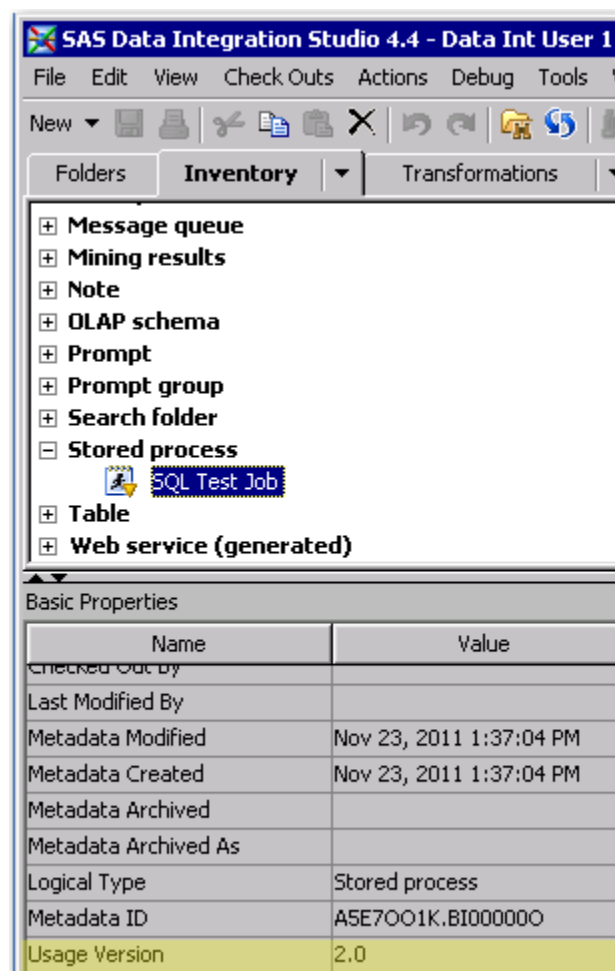 SAS Data Integration Studio 4.4 - Data Int User 1
File Edit View Check Outs Actions Debug Tools
New
Folders Inventory Transformations
Message queue
Mining results
Note
OLAP schema
Prompt
Prompt group
Search folder
Stored process
SQL Test Job
Table
Web service (generated)
Basic Properties
Name Value
Checked Out By
Last Modified By
Metadata Modified Nov 23, 2011 1:37:04 PM
Metadata Created Nov 23, 2011 1:37:04 PM
Metadata Archived
Metadata Archived As
Logical Type Stored process
Metadata ID A5E7OO1K.BI00000O
Usage Version 2.0